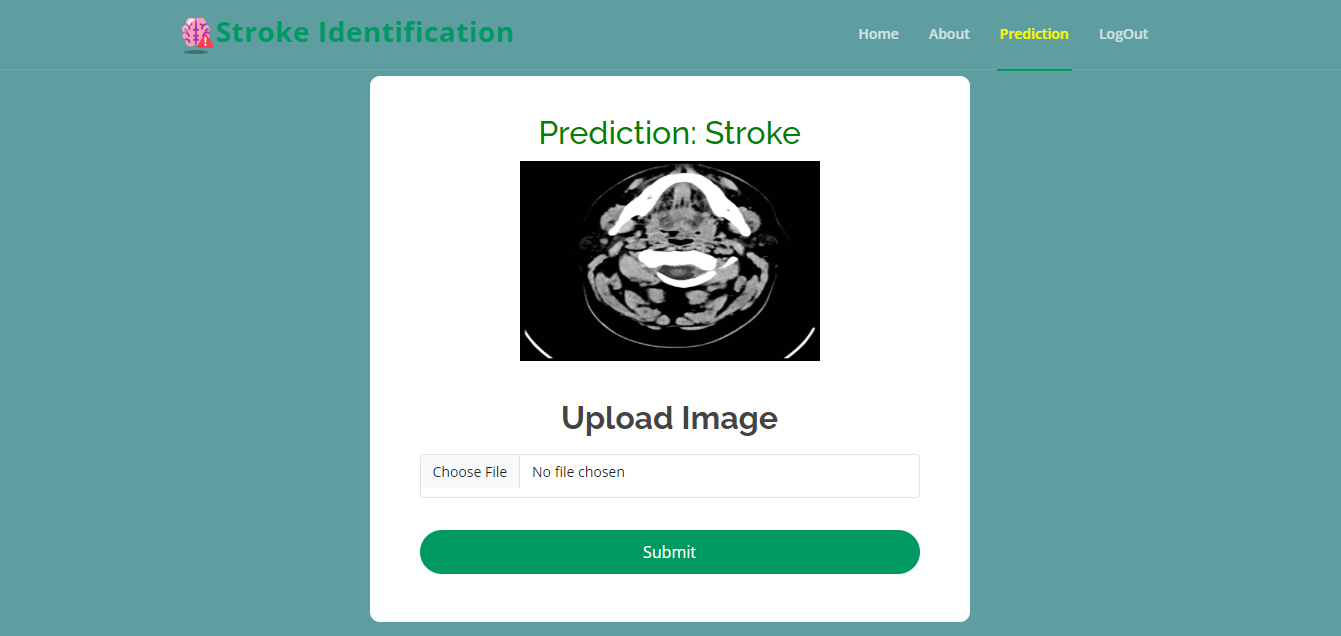 Stroke Identification
Home About Prediction LogOut
Prediction: Stroke
Upload Image
Choose File No file chosen
Submit